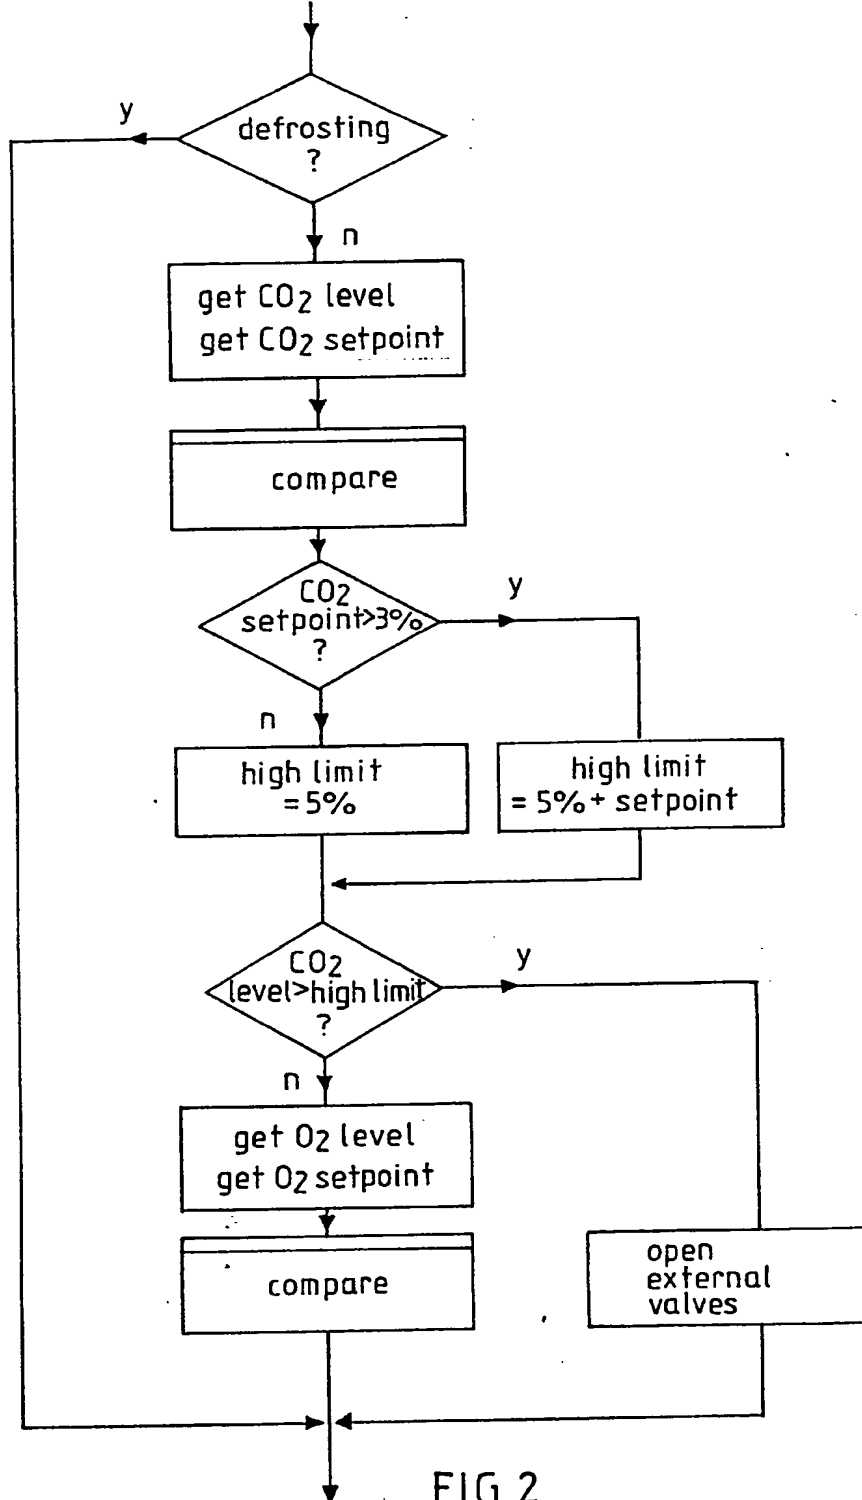 y
defrosting
?
n
get CO2 level
get CO2 setpoint
compare
CO2
setpoint>3%
?
y
n
high limit
=5%
high limit
= 5%+ setpoint
CO2
level>high limit
?
y
n
get O2 level
get O2 setpoint
compare
open
external
valves
FIG 2